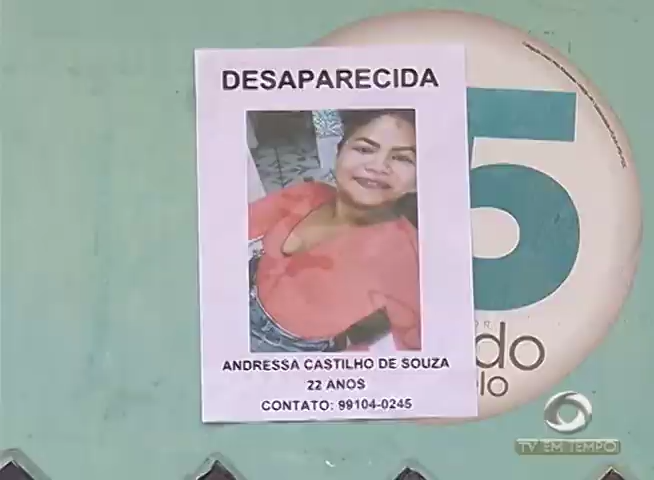 DESAPARECIDA
ANDRESSA CASTILHO DE SOUZA
22 ANOS
CONTATO: 99104-0245
5
do
lo
TV EM TEMPO